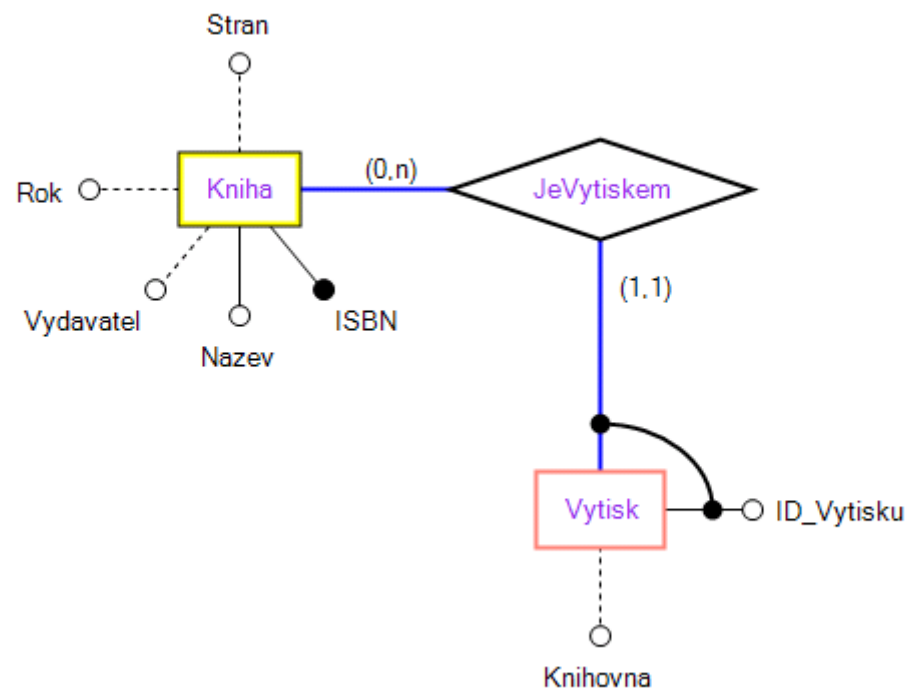 Stran
Rok
Kniha
(0,n)
JeVytiskem
Vydavatel
Nazev
ISBN
(1,1)
Vytisk
ID_Vytisku
Knihovna